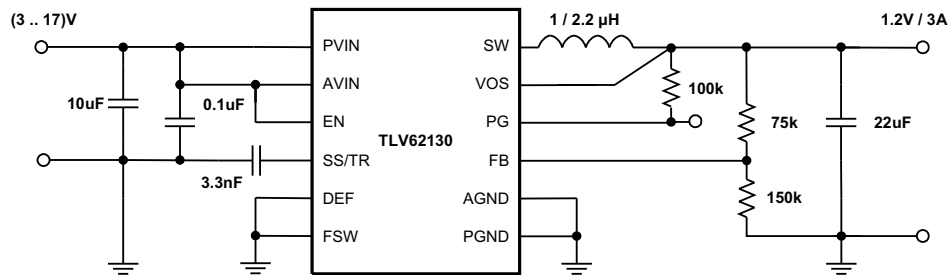 (3 .. 17)V
1 / 2.2 µH
1.2V / 3A
PVIN
SW
AVIN
VOS
10uF
0.1uF
100k
EN
PG
TLV62130
75k
22uF
SS/TR
FB
3.3nF
DEF
AGND
150k
FSW
PGND